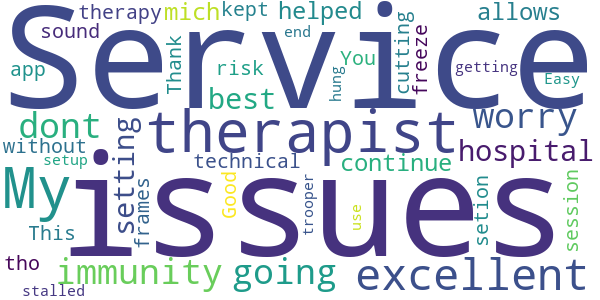 therapy mich kept helped allows
Service
sound Thank You cutting freeze
app risk end getting
best hung Easy
dont therapist worry
without setting technical hospital
setup continue
My issues
frames Good trooper use setion session
This
tho immunity going excellent
stalled